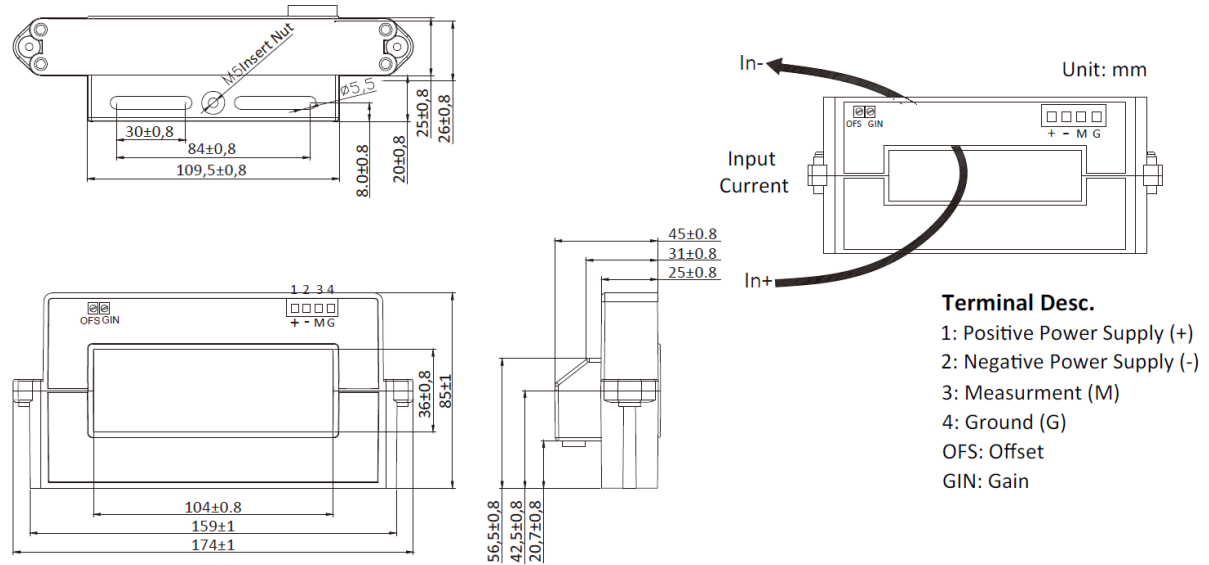 M5Insert Nut
ø5,5
30±0,8
84±0,8
109,5±0,8
8.0±0.8
20±0,8
25±0,8
26±0,8
In-
Unit: mm
OFS GIN
+ - M G
Input
Current
In+
45±0.8
31±0.8
25±0.8
1 2 3 4
OFS GIN
+ - M G
36±0,8
85±1
104±0.8
159±1
174±1
56,5±0,8
42,5±0,8
20,7±0,8
Terminal Desc.
1: Positive Power Supply (+)
2: Negative Power Supply (-)
3: Measurment (M)
4: Ground (G)
OFS: Offset
GIN: Gain